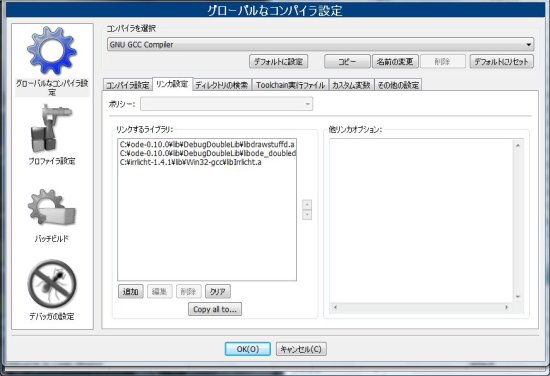 グローバルなコンパイラ設定
コンパイラを選択
GNU GCC Compiler
デフォルトに設定 コピー 名前の変更 削除 デフォルトにリセット
グローバルなコンパイラ設定
プロファイラ設定
バッチビルド
デバッガの設定
コンパイラ設定 リンカ設定 ディレクトリの検索 Toolchain実行ファイル カスタム変数 その他の設定
ポリシー:
リンクするライブラリ:
C:¥ode-0.10.0¥lib¥DebugDoubleLib¥libdrawstuffd.a
C:¥ode-0.10.0¥lib¥DebugDoubleLib¥libode_doubled
C:¥irrlicht-1.4.1¥lib¥Win32-gcc¥libIrrlicht.a
追加 編集 削除 クリア
Copy all to...
他リンカオプション:
OK(O) キャンセル(C)